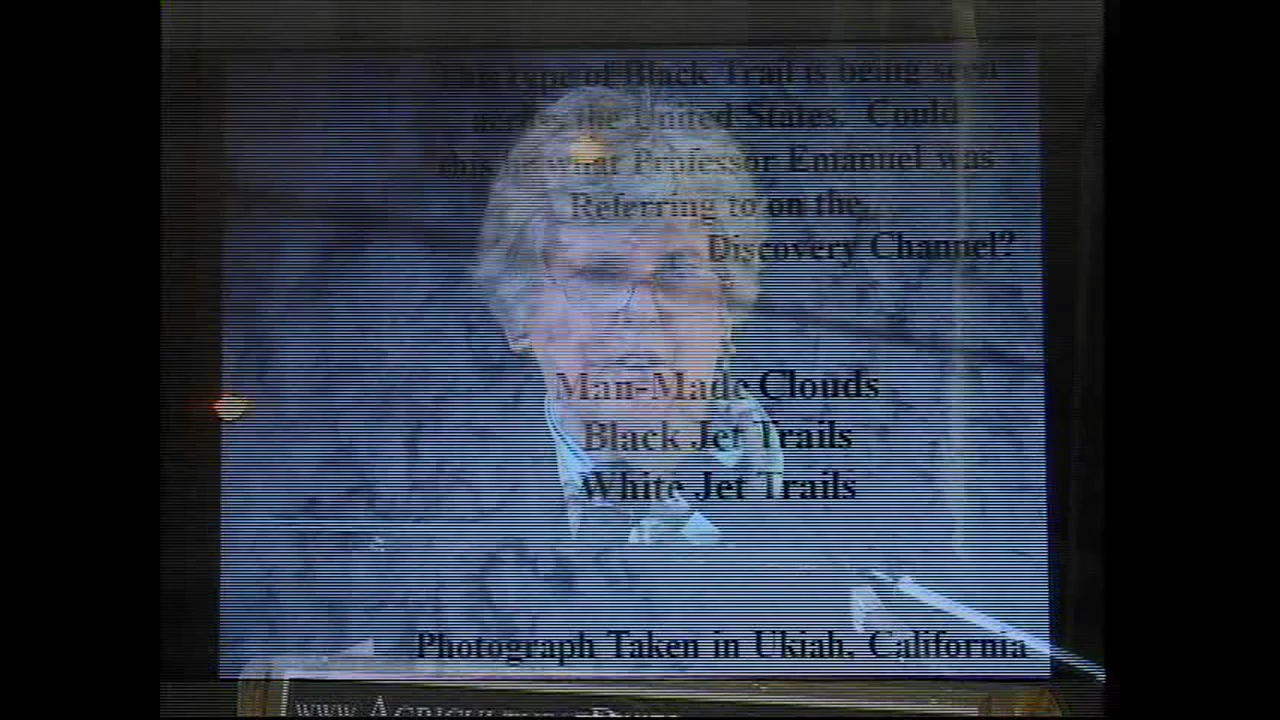 This type of Black Trail is being seen
across the United States. Could
this be what Professor Emanuel was
Referring to on the
Discovery Channel?
Man-Made Clouds
Black Jet Trails
White Jet Trails
Photograph Taken in Ukiah, California